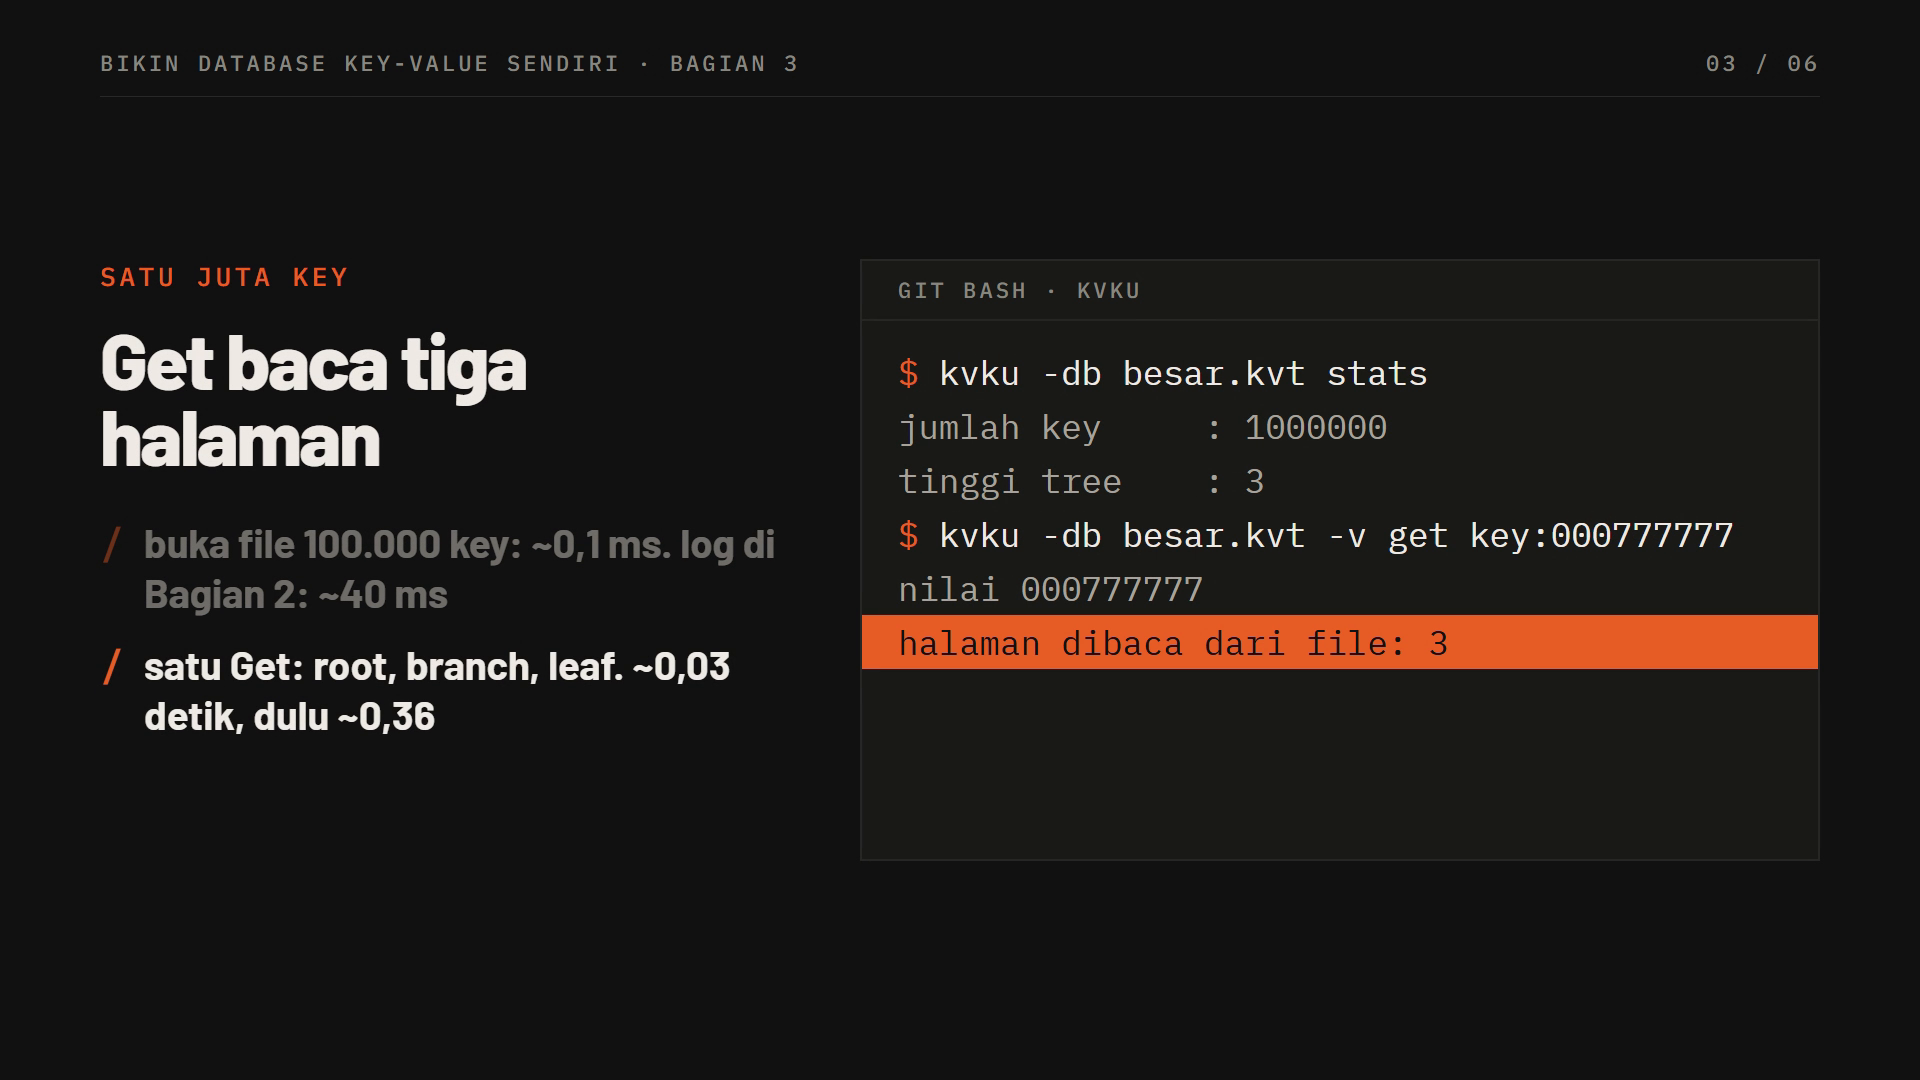 BIKIN DATABASE KEY-VALUE SENDIRI · BAGIAN 3
03 / 06
SATU JUTA KEY
Get baca tiga
halaman
/ buka file 100.000 key: ~0,1 ms. log di
Bagian 2: ~40 ms
/ satu Get: root, branch, leaf. ~0,03
detik, dulu ~0,36
GIT BASH · KVKU
$ kvku -db besar.kvt stats
jumlah key     : 1000000
tinggi tree    : 3
$ kvku -db besar.kvt -v get key:000777777
nilai 000777777
halaman dibaca dari file: 3